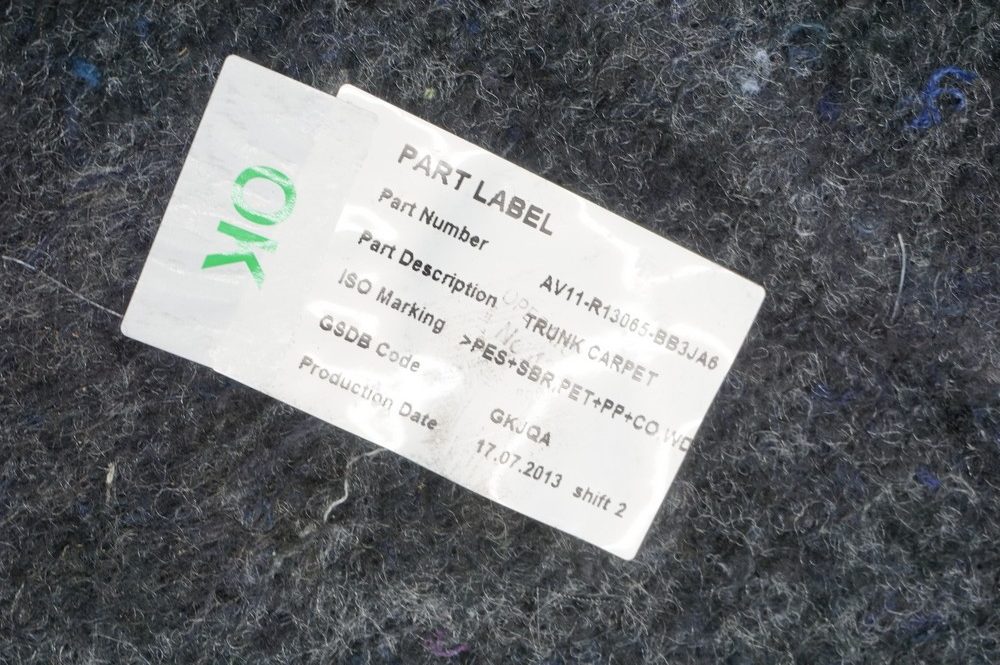 OK
PART LABEL
Part Number AV11-R13065-BB3JA6
Part Description TRUNK CARPET
ISO Marking >PES+SBR,PET+PP+CO,WD
GSDB Code GKJQA
Production Date 17.07.2013 shift 2